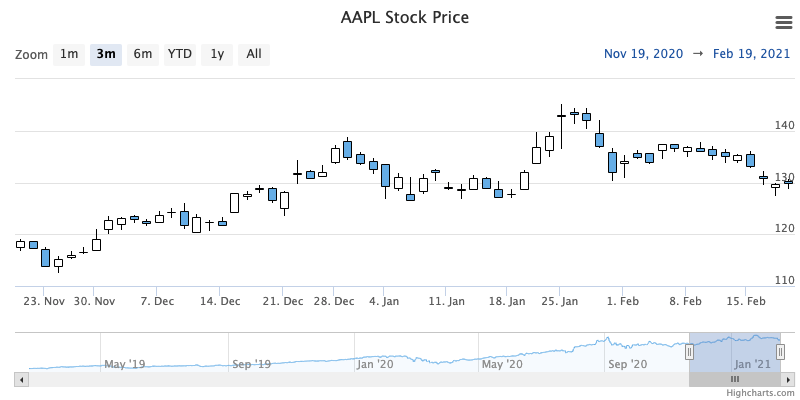 AAPL Stock Price
Zoom 1m 3m 6m YTD 1y All Nov 19, 2020 → Feb 19, 2021
140
130
120
110
23. Nov 30. Nov 7. Dec 14. Dec 21. Dec 28. Dec 4. Jan 11. Jan 18. Jan 25. Jan 1. Feb 8. Feb 15. Feb
May '19 Sep '19 Jan '20 May '20 Sep '20 Jan '21
Highcharts.com